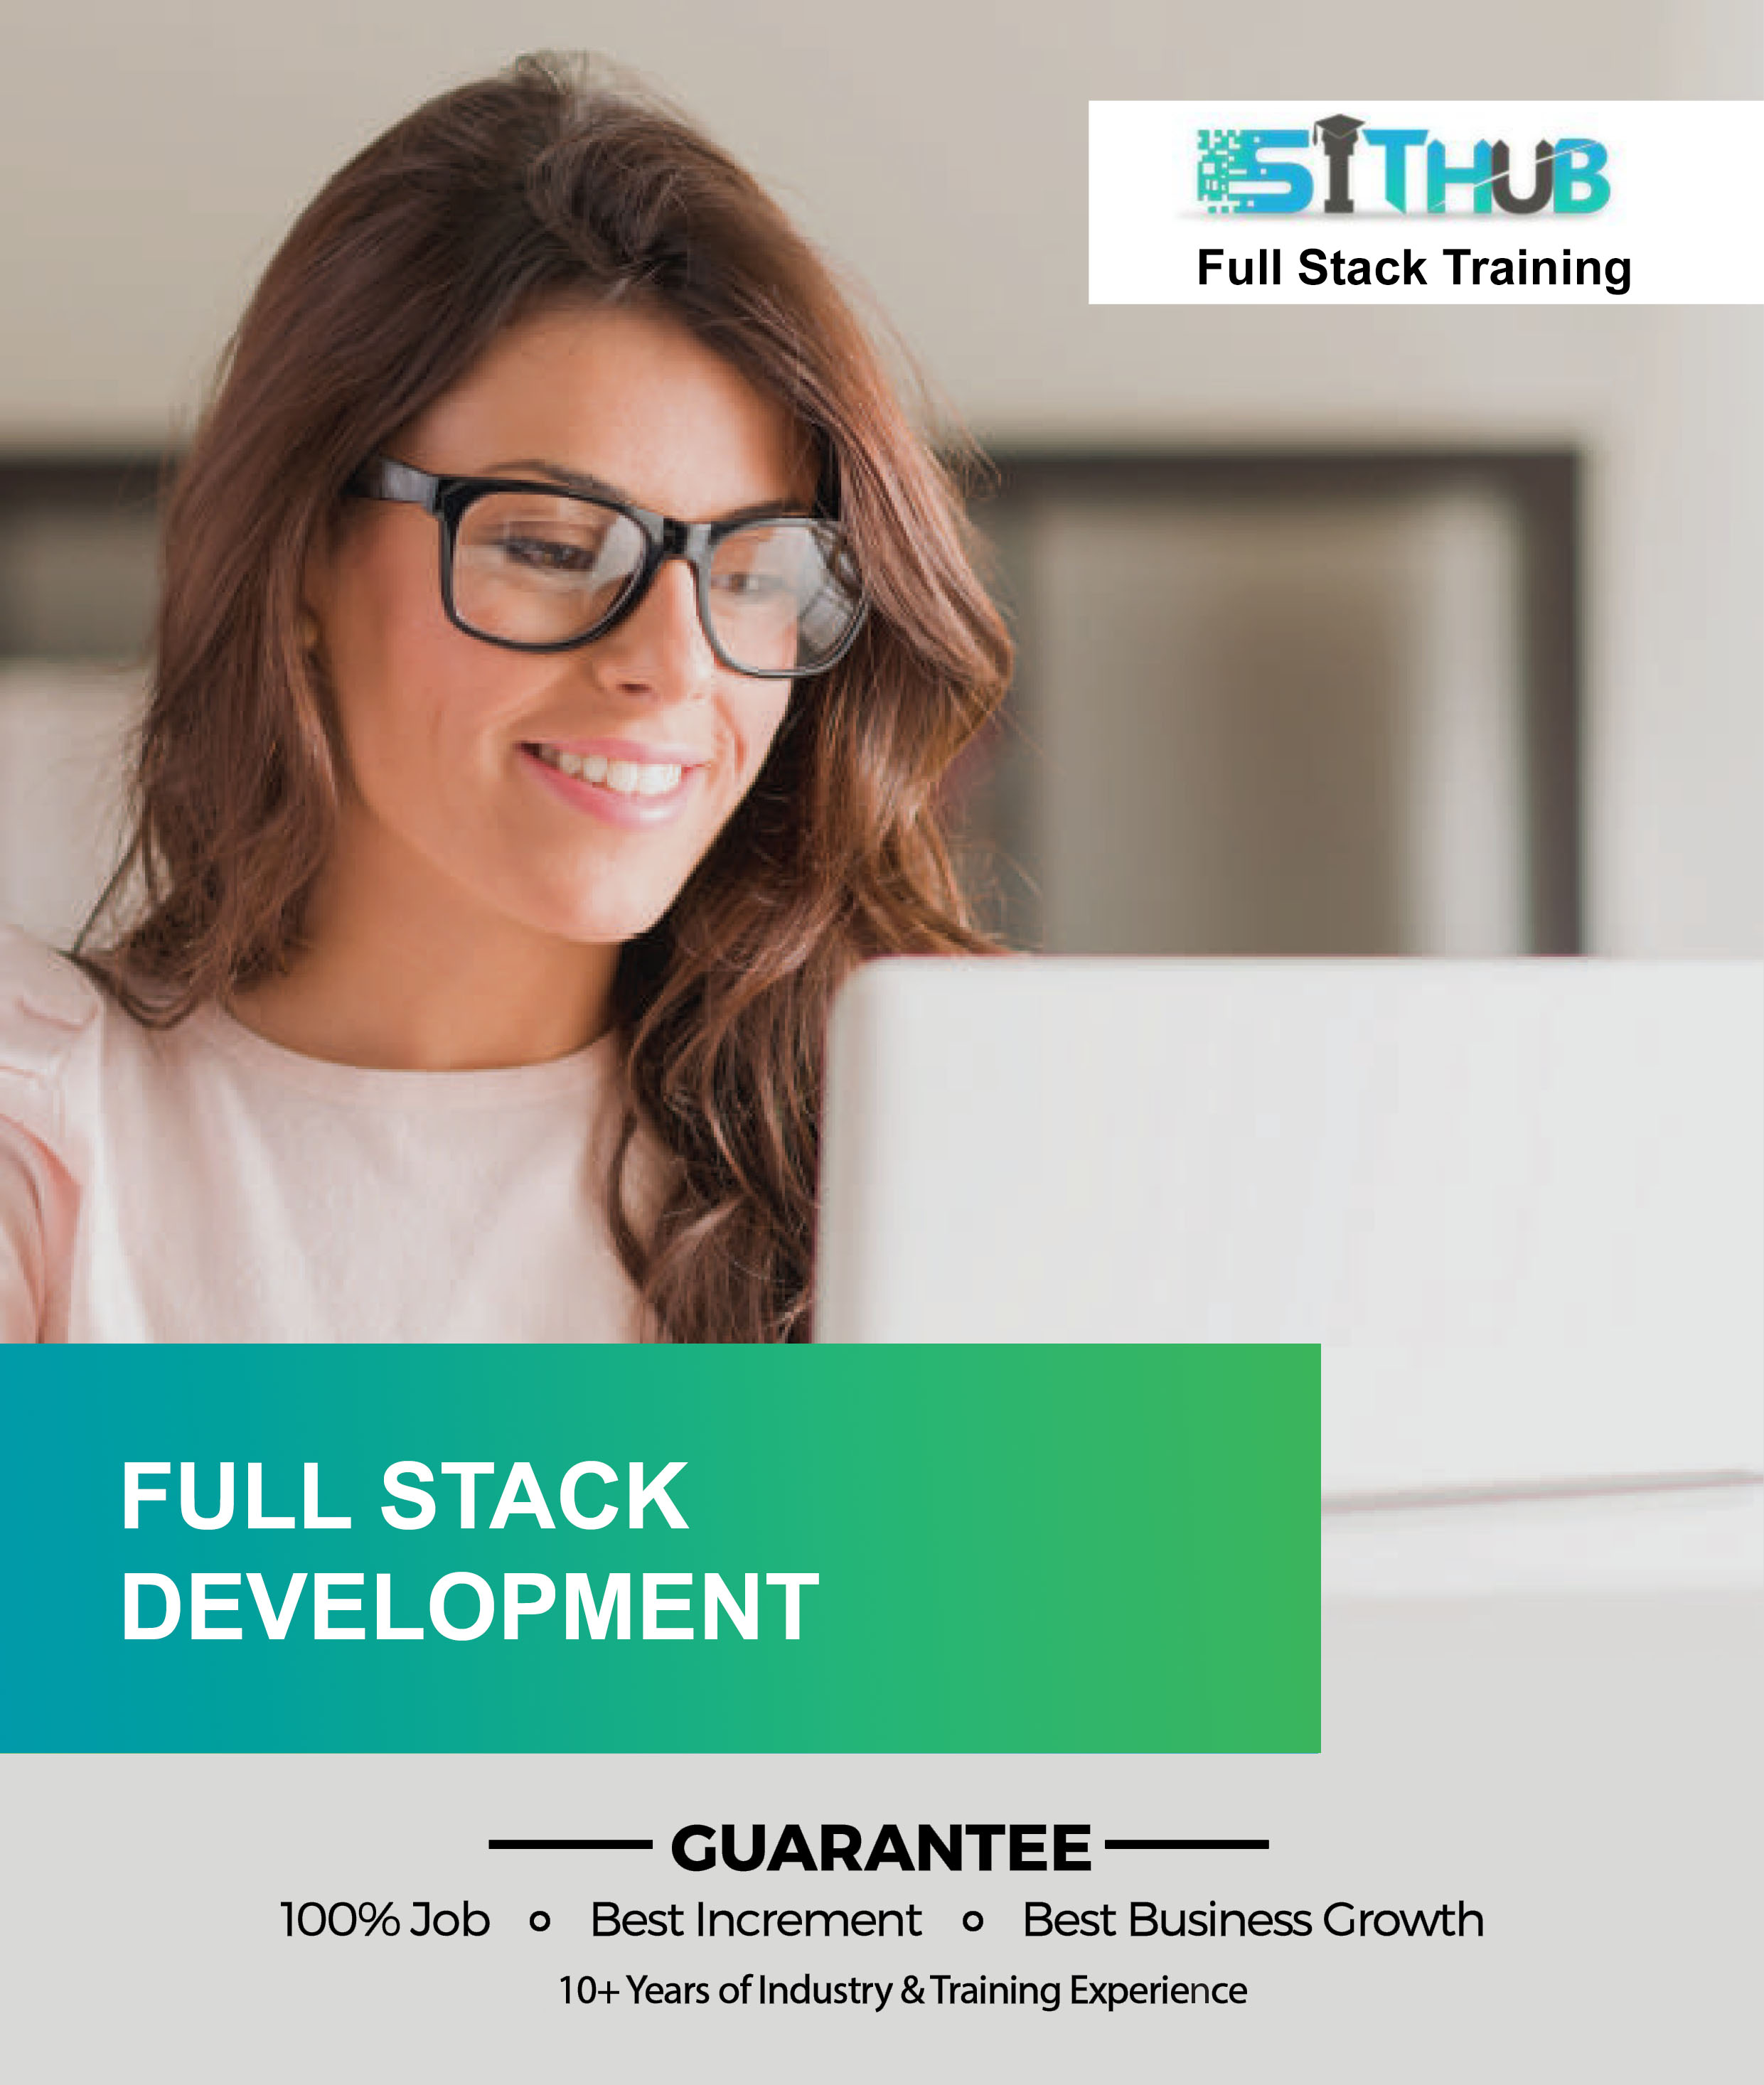 SITHUB
Full Stack Training
FULL STACK
DEVELOPMENT
GUARANTEE
100% Job o Best Increment o Best Business Growth
10+ Years of Industry & Training Experience